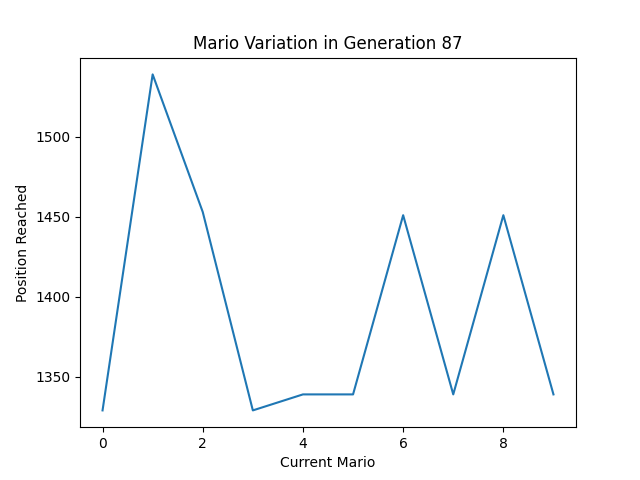 Mario Variation in Generation 87
Position Reached
1500
1450
1400
1350
0 2 4 6 8
Current Mario